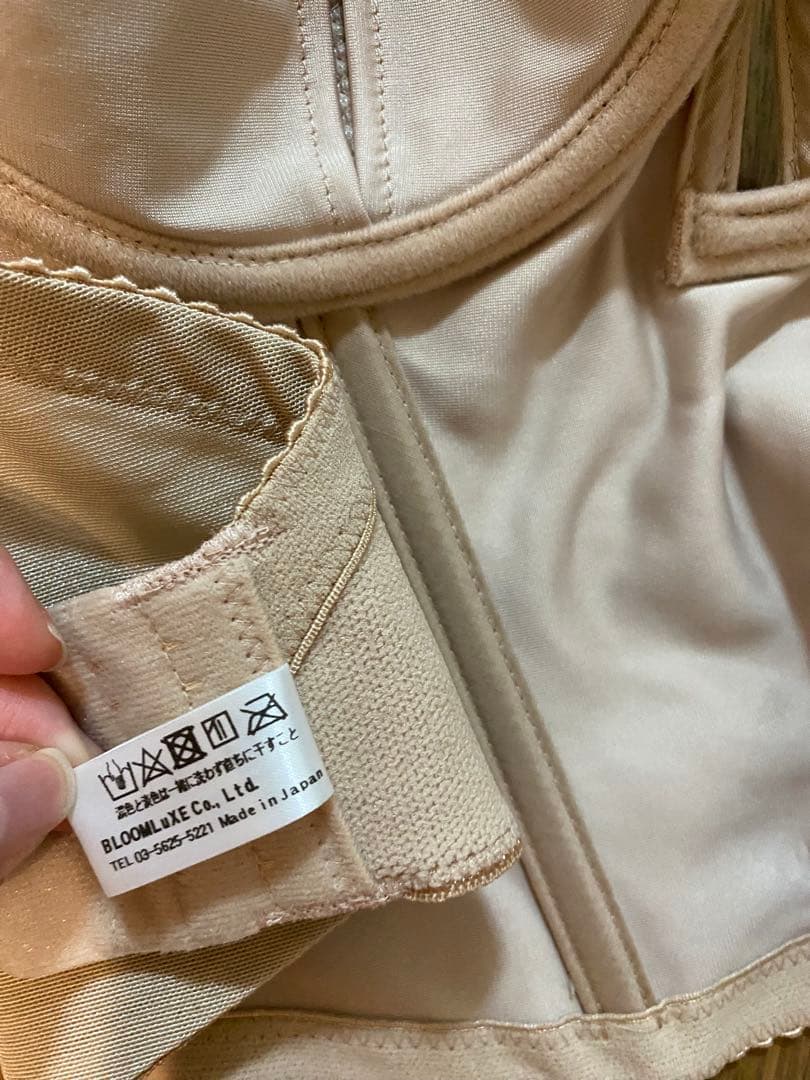 濃色と淡色は一緒に洗わず直ちに干すこと
BLOOMLuXE Co., Ltd.
TEL 03-5625-5221 Made in Japan